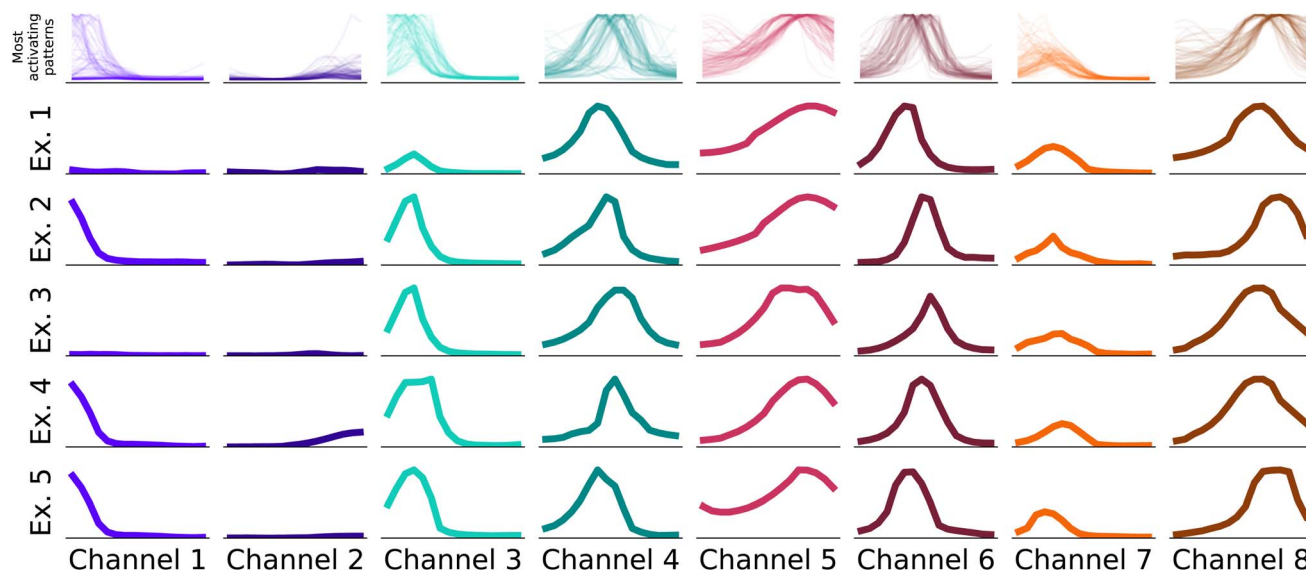 Most
activating
patterns
Ex. 1
Ex. 2
Ex. 3
Ex. 4
Ex. 5
Channel 1 Channel 2 Channel 3 Channel 4 Channel 5 Channel 6 Channel 7 Channel 8